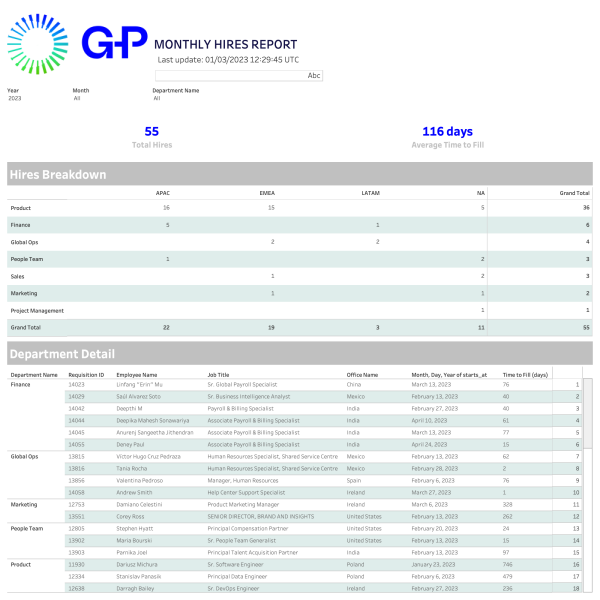 G-P
MONTHLY HIRES REPORT
Last update: 01/03/2023 12:29:45 UTC
Abc
Year Month Department Name
2023 All All
55 116 days
Total Hires Average Time to Fill
Hires Breakdown
APAC EMEA LATAM NA Grand Total
Product 16 15 5 36
Finance 5 1 6
Global Ops 2 2 4
People Team 1 2 3
Sales 1 2 3
Marketing 1 1 2
Project Management 1 1
Grand Total 22 19 3 11 55
Department Detail
Department Name Requisition ID Employee Name Job Title Office Name Month, Day, Year of starts_at Time to Fill (days)
Finance 14023 Linfang "Erin" Mu Sr. Global Payroll Specialist China March 13, 2023 76 1
14029 Saúl Alvarez Soto Sr. Business Intelligence Analyst Mexico February 13, 2023 40 2
14042 Deepthi M Payroll & Billing Specialist India February 27, 2023 40 3
14044 Deepika Mahesh Sonawariya Associate Payroll & Billing Specialist India April 10, 2023 61 4
14045 Anurenj Sangeetha Jithendran Associate Payroll & Billing Specialist India March 13, 2023 77 5
14055 Deney Paul Associate Payroll & Billing Specialist India April 24, 2023 15 6
Global Ops 13815 Victor Hugo Cruz Pedroza Human Resources Specialist, Shared Service Centre Mexico February 13, 2023 62 7
13816 Tania Rocha Human Resources Specialist, Shared Service Centre Mexico February 28, 2023 2 8
13856 Valentina Pedroso Manager, Human Resources Spain February 6, 2023 76 9
14058 Andrew Smith Help Center Support Specialist Ireland March 27, 2023 1 10
Marketing 12753 Damiano Celestini Product Marketing Manager Ireland March 6, 2023 328 11
13551 Corey Ross SENIOR DIRECTOR, BRAND AND INSIGHTS United States February 13, 2023 262 12
People Team 12805 Stephen Hyatt Principal Compensation Partner United States February 20, 2023 24 13
13902 Maria Bourski Sr. People Team Generalist United States February 13, 2023 15 14
13903 Parnika Joel Principal Talent Acquisition Partner India February 13, 2023 97 15
Product 11930 Dariusz Michura Sr. Software Engineer Poland January 23, 2023 746 16
12334 Stanislav Panasik Principal Data Engineer Poland February 6, 2023 479 17
12638 Darragh Bailey Sr. DevOps Engineer Ireland February 27, 2023 236 18